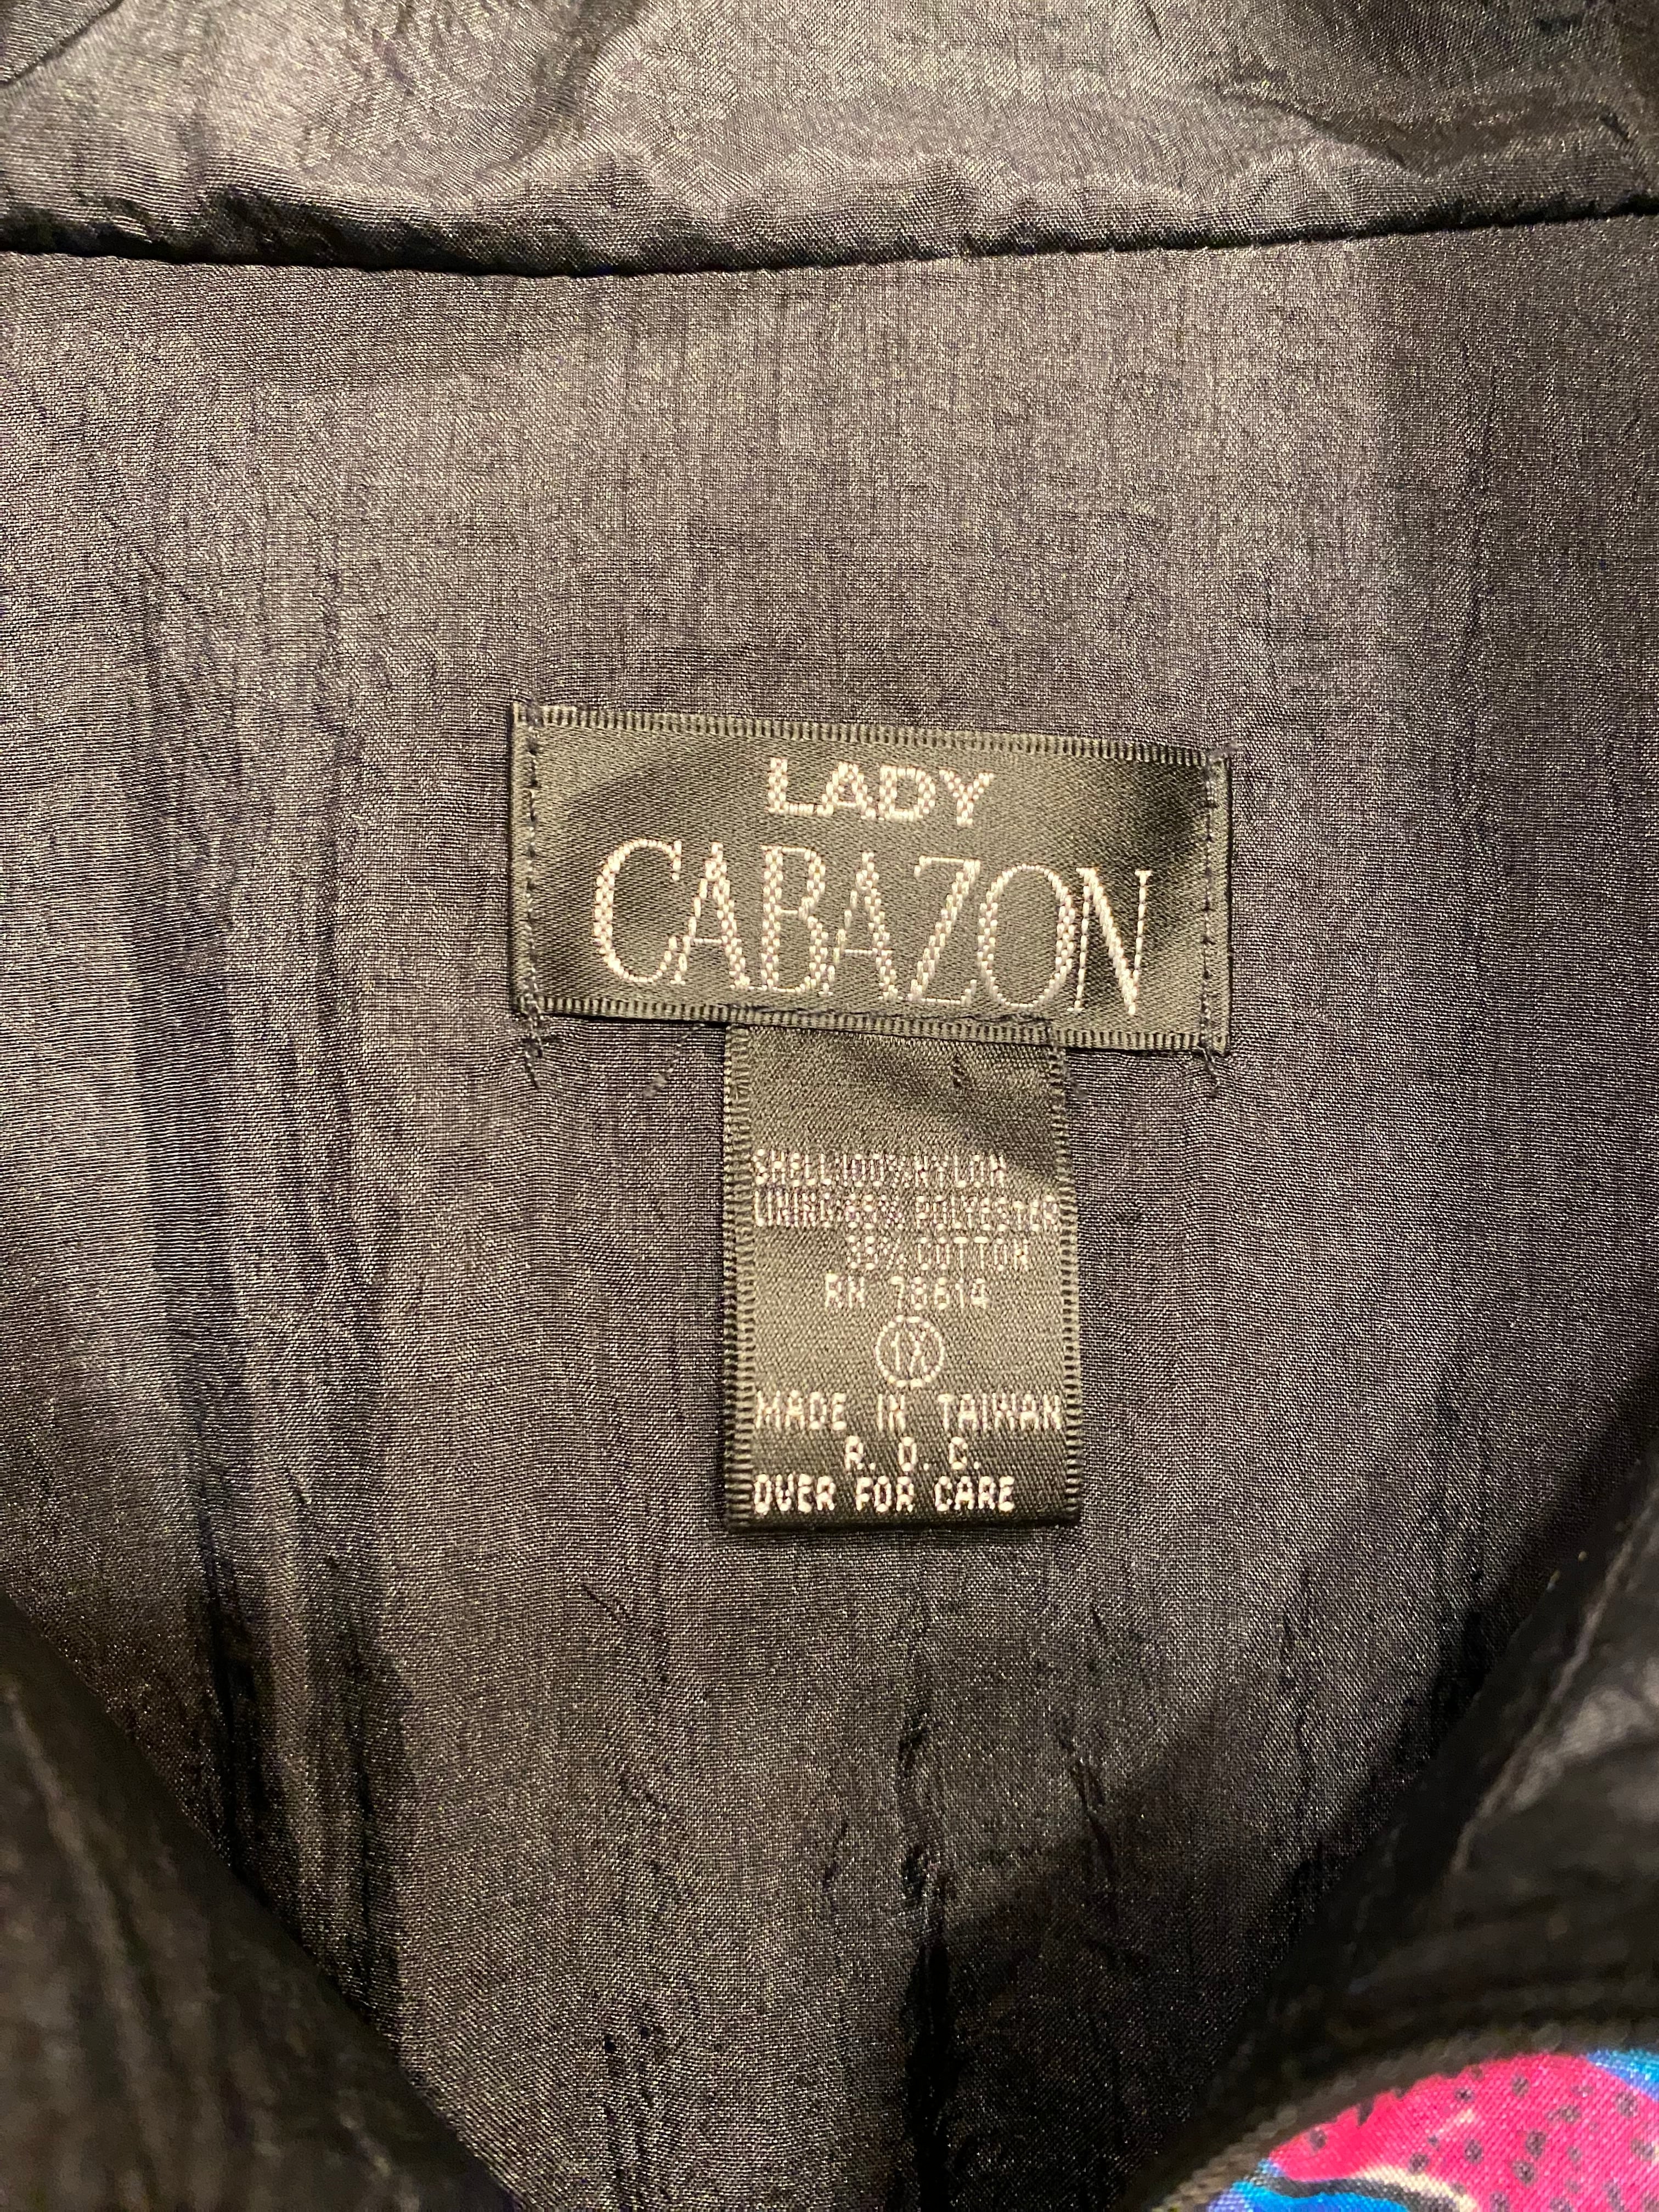 LADY
CABAZON
SHELL:100% NYLON
LINING:65% POLYESTER
35% COTTON
RN 78614
1X
MADE IN TAIWAN
R. O. C.
OVER FOR CARE